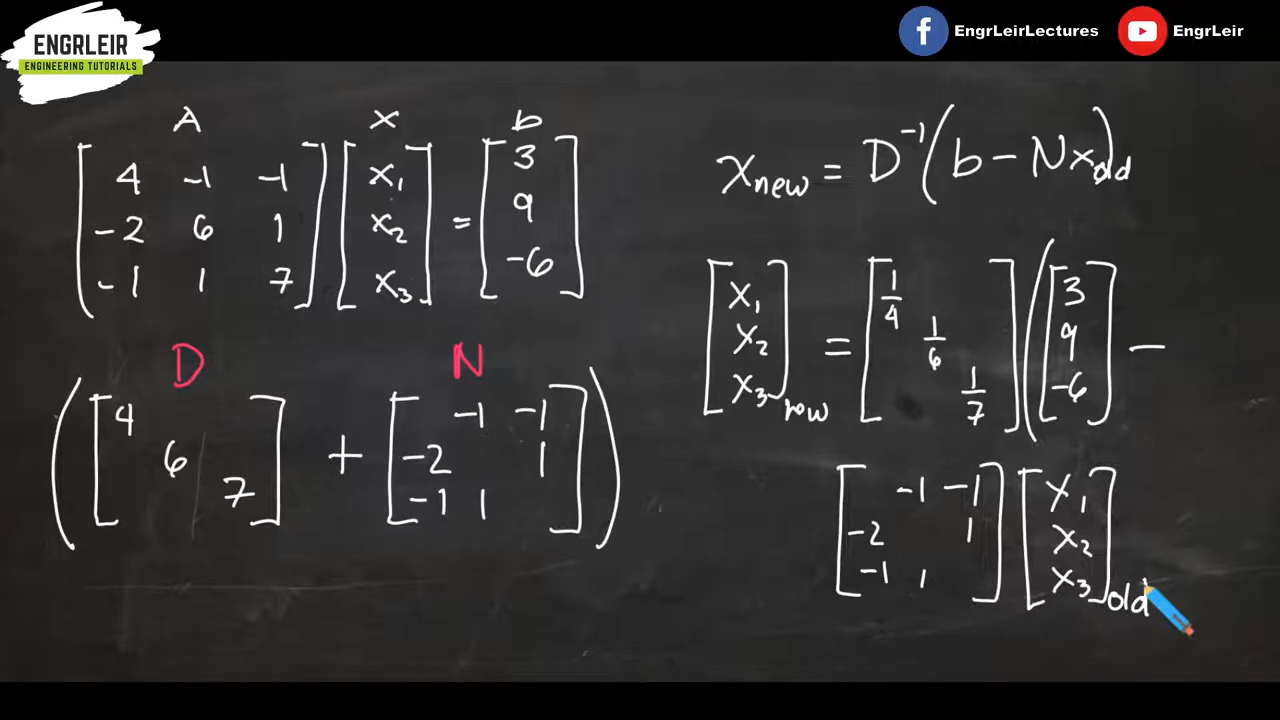 ENGRLEIR
ENGINEERING TUTORIALS
EngrLeirLectures
EngrLeir
A x b
[4 -1 -1] [x₁] = [3]
[-2 6 1] [x₂] [9]
[-1 1 7] [x₃] [-6]
D N
([4] + [-1 -1])
[6] [-2 1]
[7] [-1 1]
x_new = D⁻¹(b - Nx_old)
[x₁] = [1/4] ([3] -
[x₂] [1/6] [9]
[x₃]new [1/7] [-6]
[-1 -1] [x₁]
[-2 1] [x₂]
[-1 1] [x₃]old